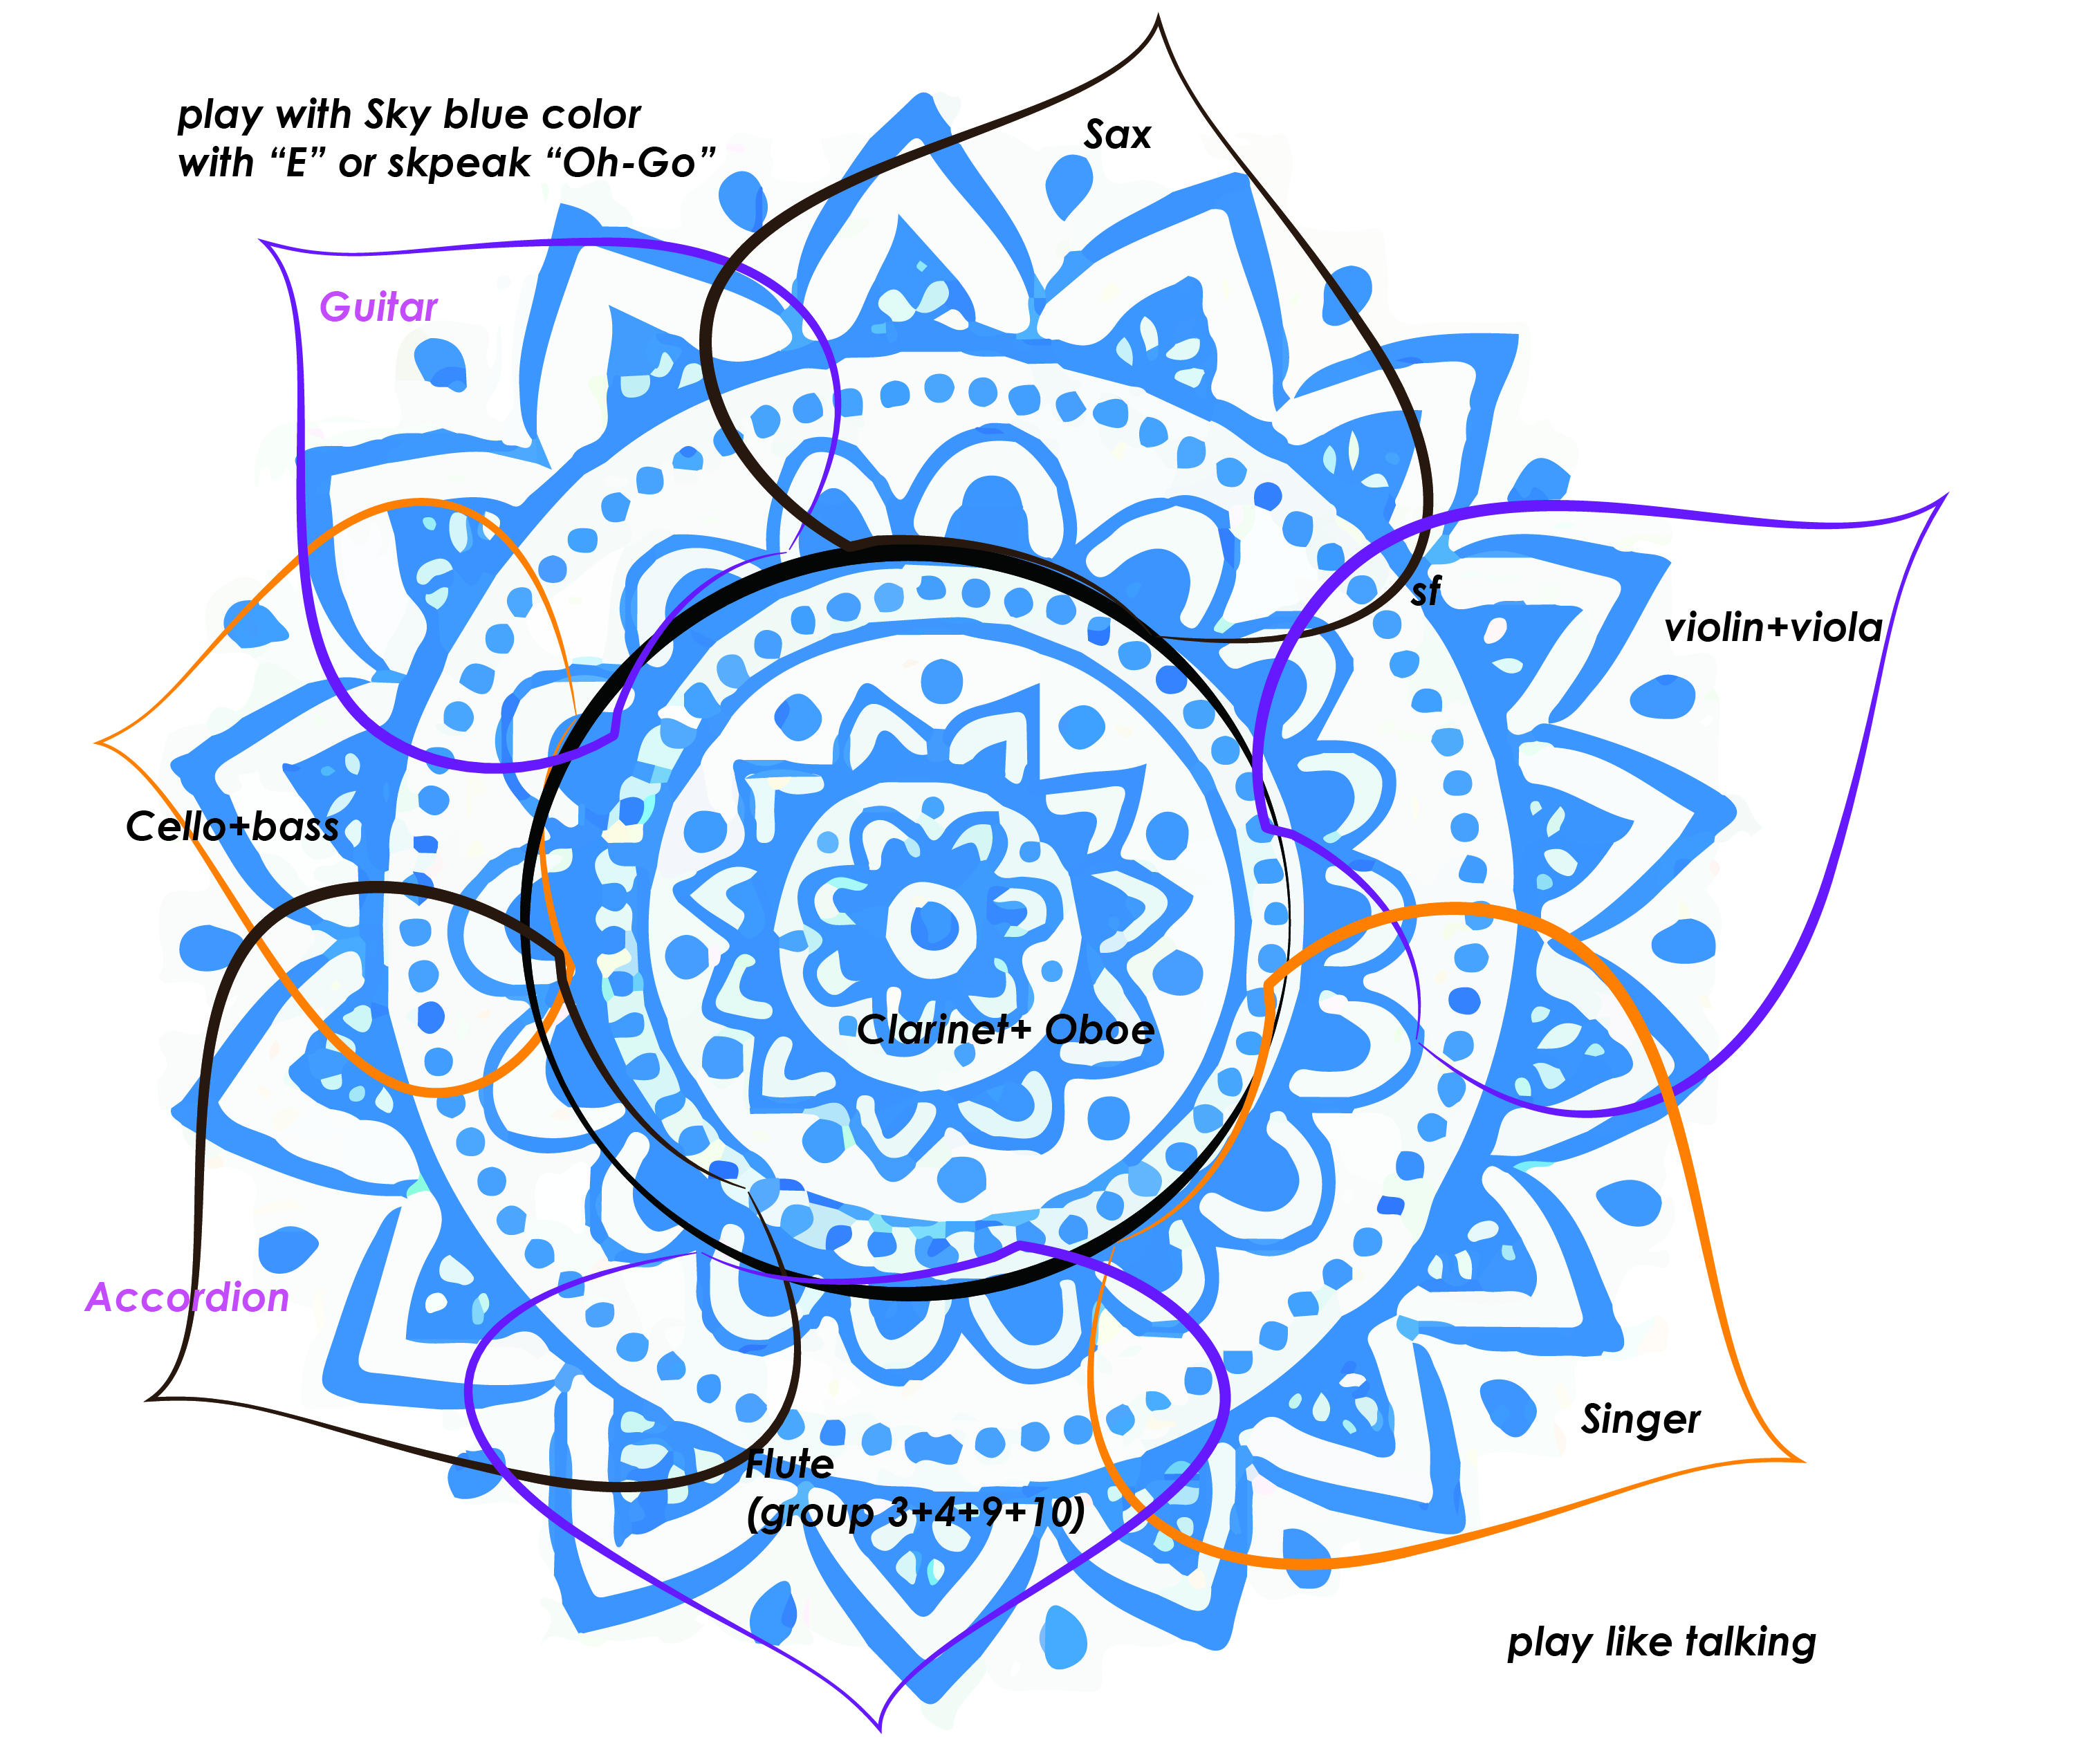 play with Sky blue color
with “E” or skpeak “Oh-Go”
Sax
Guitar
sf
violin+viola
Cello+bass
Clarinet+ Oboe
Accordion
Singer
Flute
(group 3+4+9+10)
play like talking